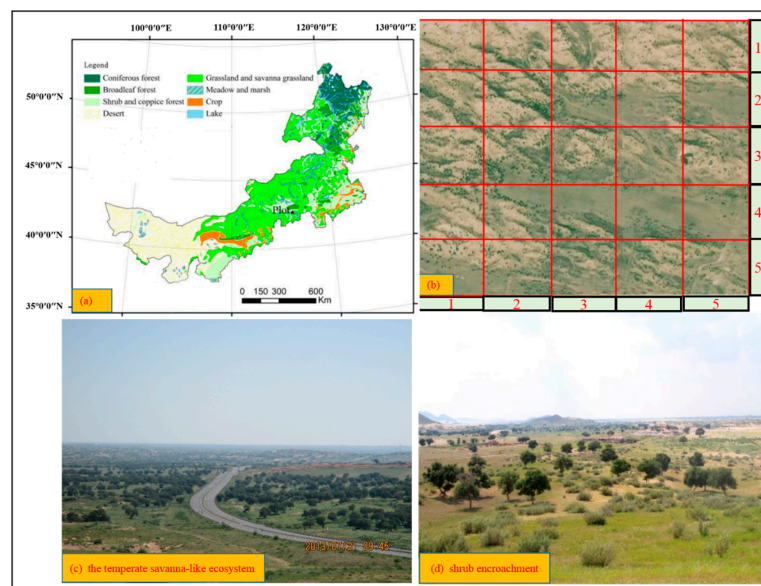 100°0'0"E 110°0'0"E 120°0'0"E 130°0'0"E
Legend
Coniferous forest
Broadleaf forest
Shrub and coppice forest
Desert
Grassland and savanna grassland
Meadow and marsh
Crop
Lake
50°0'0"N
45°0'0"N
40°0'0"N
35°0'0"N
Plot
0 150 300 600
Km
(a)
1
2
3
4
5
(b)
1 2 3 4 5
(c) the temperate savanna-like ecosystem
(d) shrub encroachment